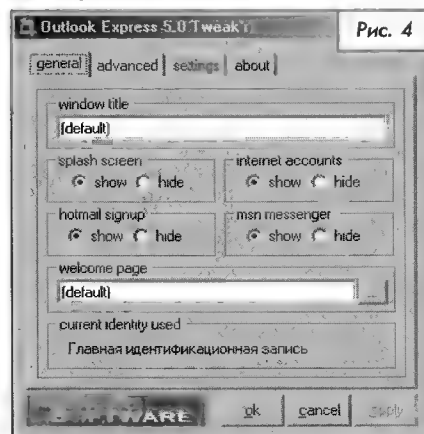 Outlook Express 5.0 Tweak'r
Рис. 4
general advanced settings about
window title
(default)
splash screen internet accounts
show hide show hide
hotmail signup msn messenger
show hide show hide
welcome page
(default) ...
current identity used
Главная идентификационная запись
ok cancel apply